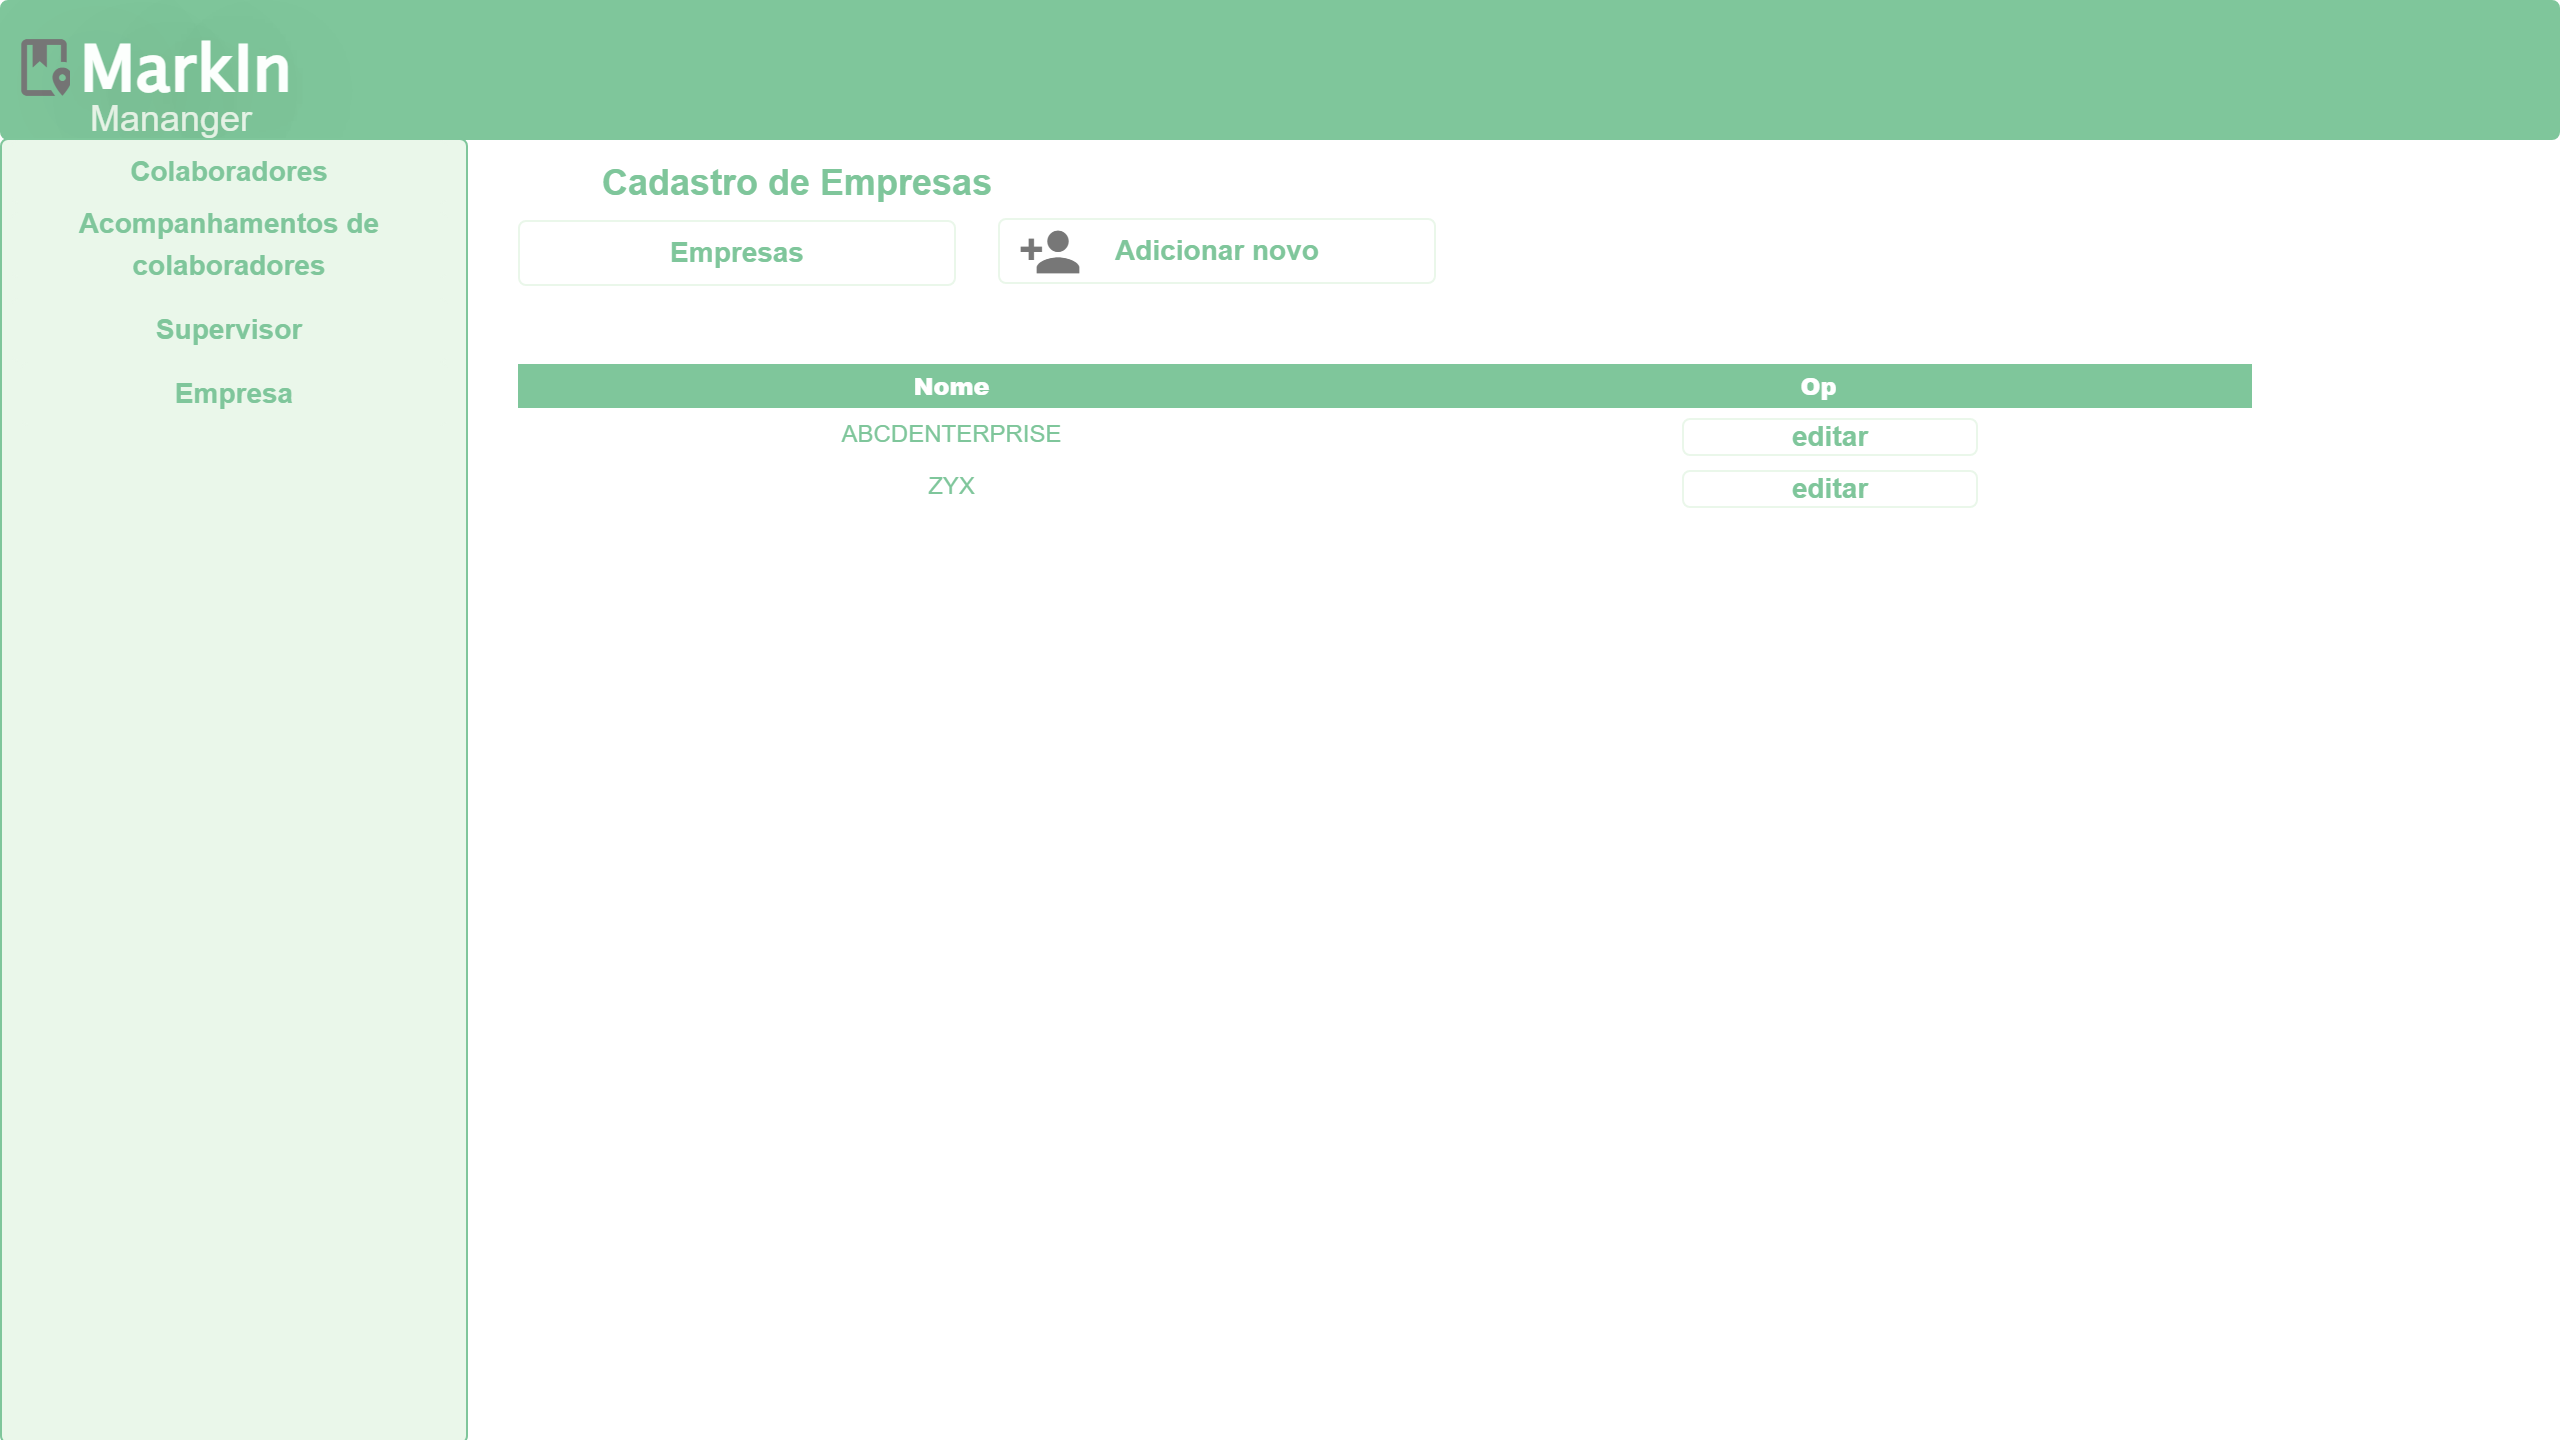 MarkIn
Mananger
Colaboradores
Acompanhamentos de
colaboradores
Supervisor
Empresa
Cadastro de Empresas
Empresas
Adicionar novo
Nome Op
ABCDENTERPRISE editar
ZYX editar